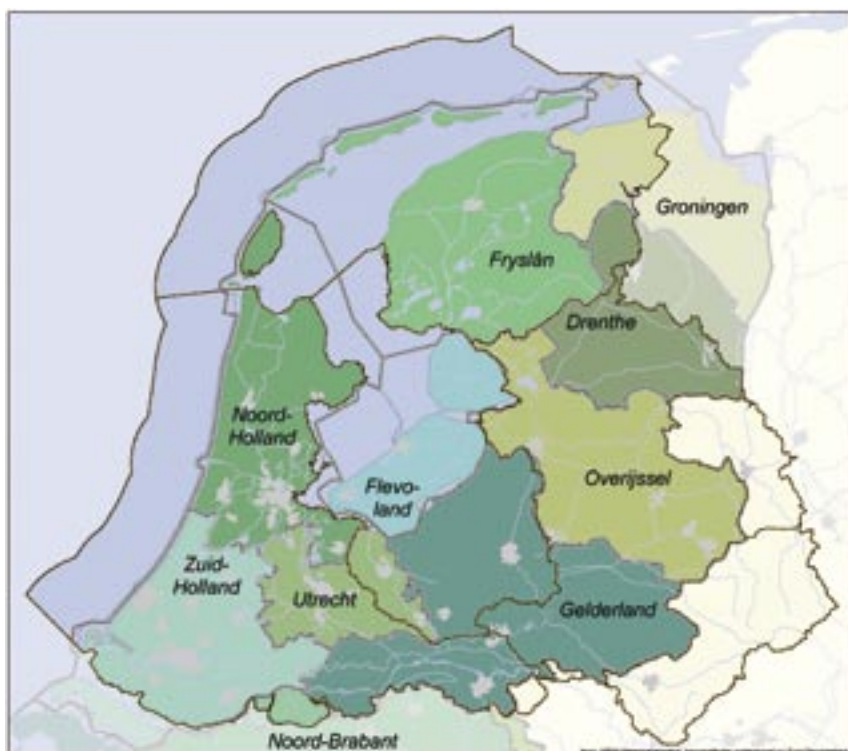 Groningen
Fryslân
Drenthe
Noord-
Holland
Flevo-
land
Overijssel
Zuid-
Holland
Utrecht
Gelderland
Noord-Brabant